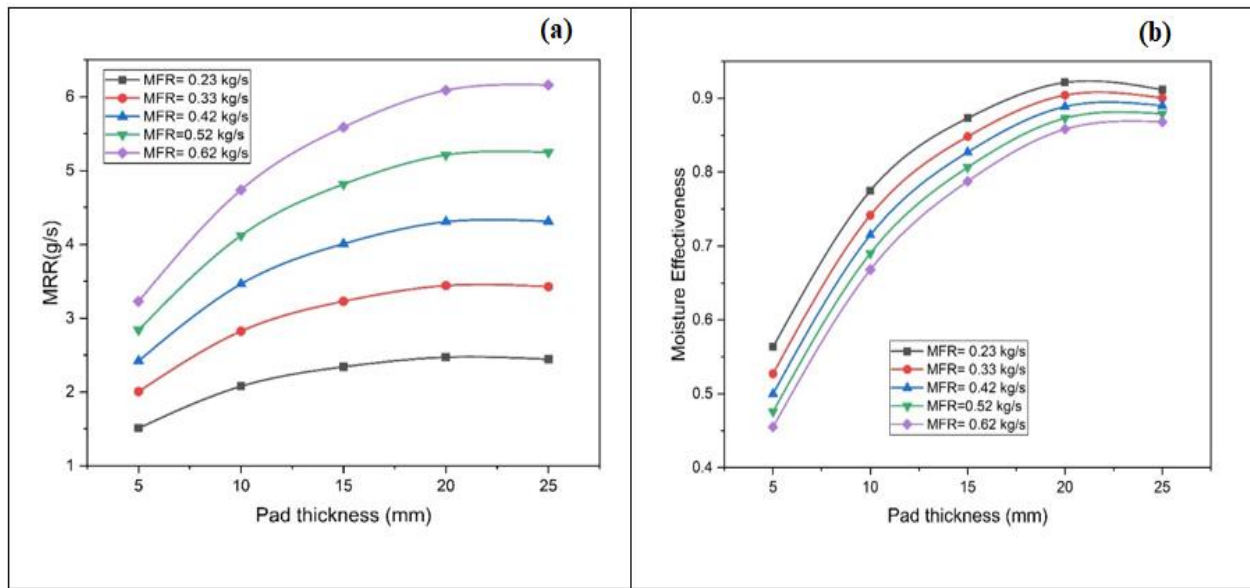 (a)
MFR= 0.23 kg/s
MFR= 0.33 kg/s
MFR= 0.42 kg/s
MFR=0.52 kg/s
MFR= 0.62 kg/s
6
5
4
3
2
1
MRR(g/s)
5 10 15 20 25
Pad thickness (mm)
(b)
0.9
0.8
0.7
0.6
0.5
0.4
Moisture Effectiveness
MFR= 0.23 kg/s
MFR= 0.33 kg/s
MFR= 0.42 kg/s
MFR=0.52 kg/s
MFR= 0.62 kg/s
5 10 15 20 25
Pad thickness (mm)